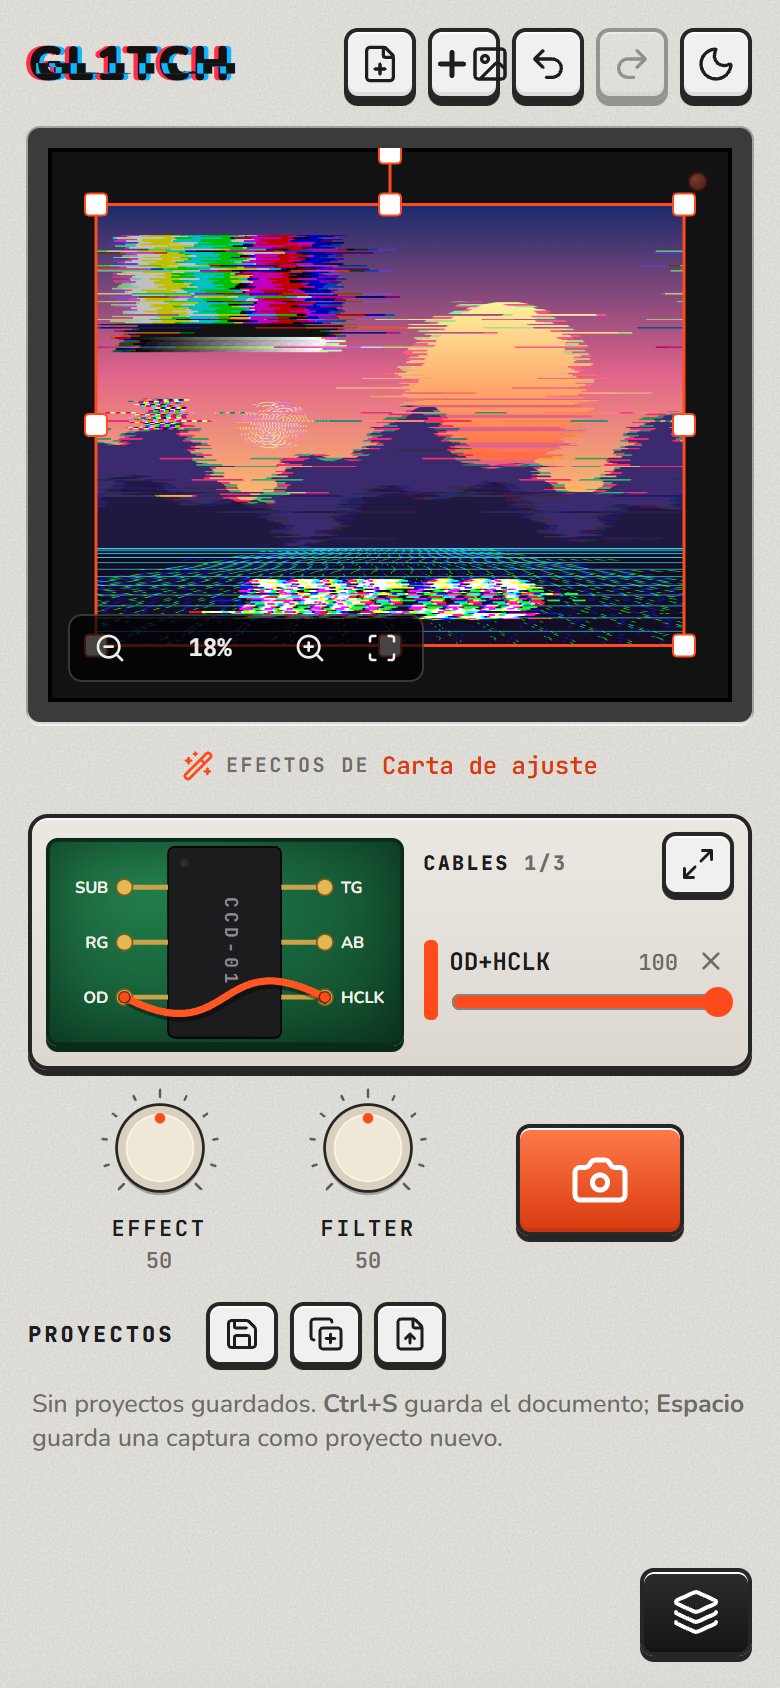 GL1TCH
18%
EFECTOS DE Carta de ajuste
SUB
TG
RG
AB
OD
HCLK
CCD-01
CABLES 1/3
OD+HCLK 100
EFFECT
50
FILTER
50
PROYECTOS
Sin proyectos guardados. Ctrl+S guarda el documento; Espacio
guarda una captura como proyecto nuevo.